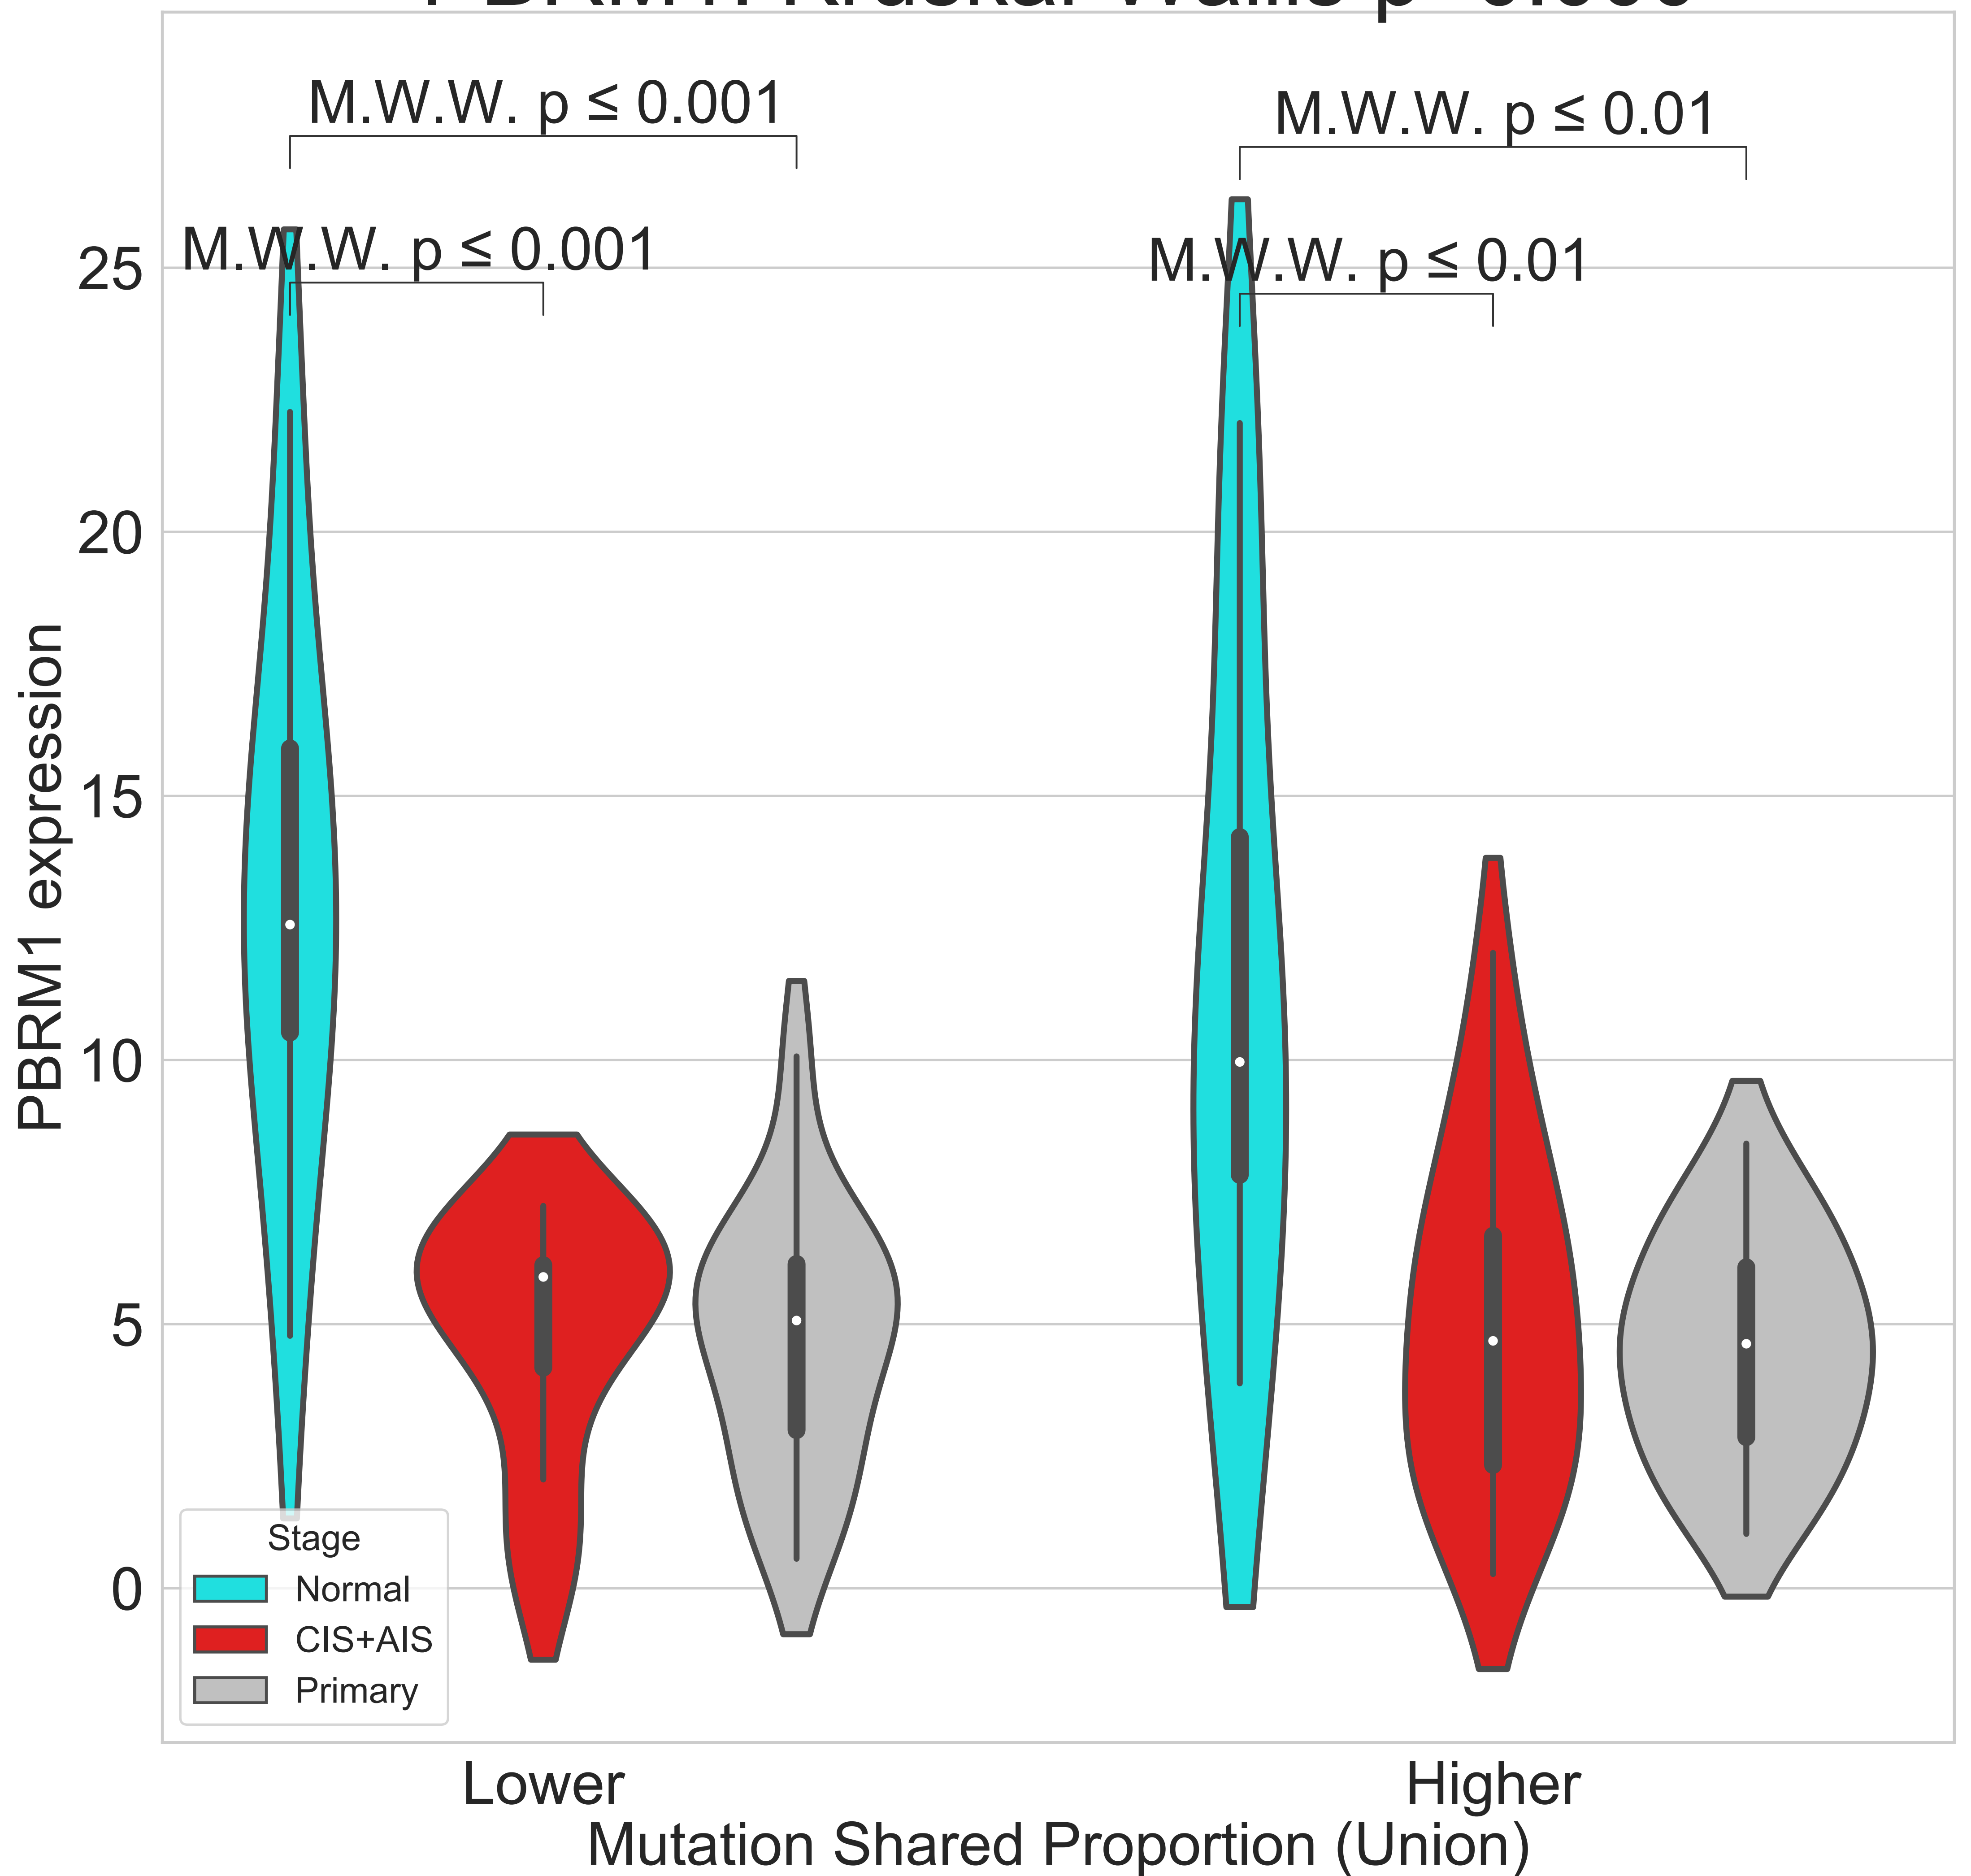 M.W.W. p ≤ 0.001
M.W.W. p ≤ 0.01
M.W.W. p ≤ 0.001
M.W.W. p ≤ 0.01
25
20
15
10
5
0
PBRM1 expression
Stage
Normal
CIS+AIS
Primary
Lower
Higher
Mutation Shared Proportion (Union)